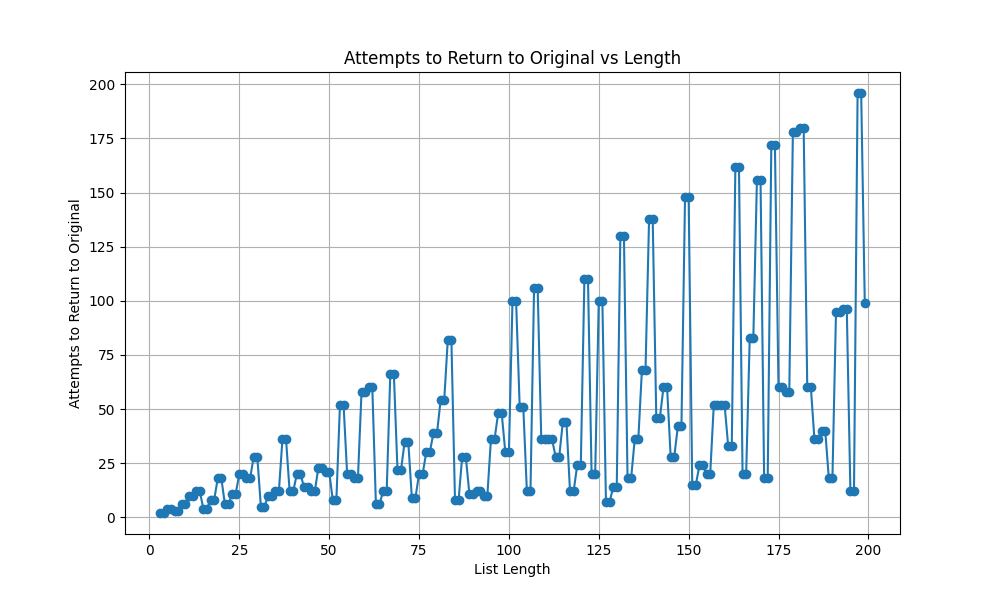 Attempts to Return to Original vs Length
200
175
150
125
100
75
50
25
0
Attempts to Return to Original
0 25 50 75 100 125 150 175 200
List Length